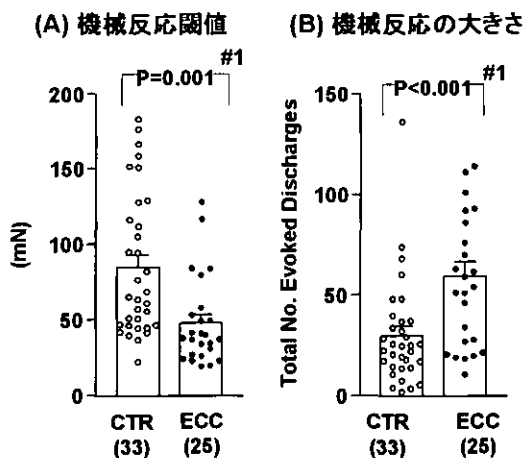 (A) 機械反応閾値
#1
P=0.001
200
150
100
50
0
(mN)
CTR
(33)
ECC
(25)
(B) 機械反応の大きさ
#1
P<0.001
150
100
50
0
Total No. Evoked Discharges
CTR
(33)
ECC
(25)